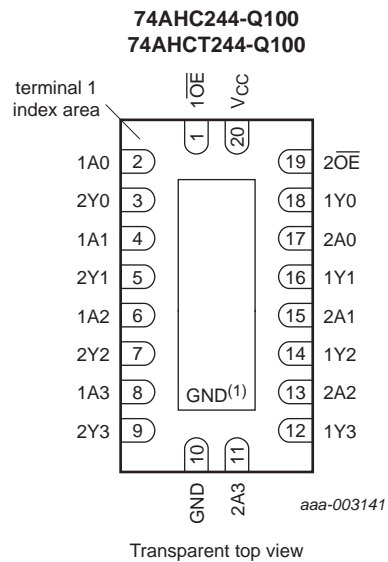 74AHC244-Q100
74AHCT244-Q100
terminal 1
index area
1O̅E̅
VCC
1
20
1A0 2
19 2O̅E̅
2Y0 3
18 1Y0
1A1 4
17 2A0
2Y1 5
16 1Y1
1A2 6
15 2A1
2Y2 7
14 1Y2
1A3 8
GND(1)
13 2A2
2Y3 9
12 1Y3
10
11
GND
2A3
aaa-003141
Transparent top view